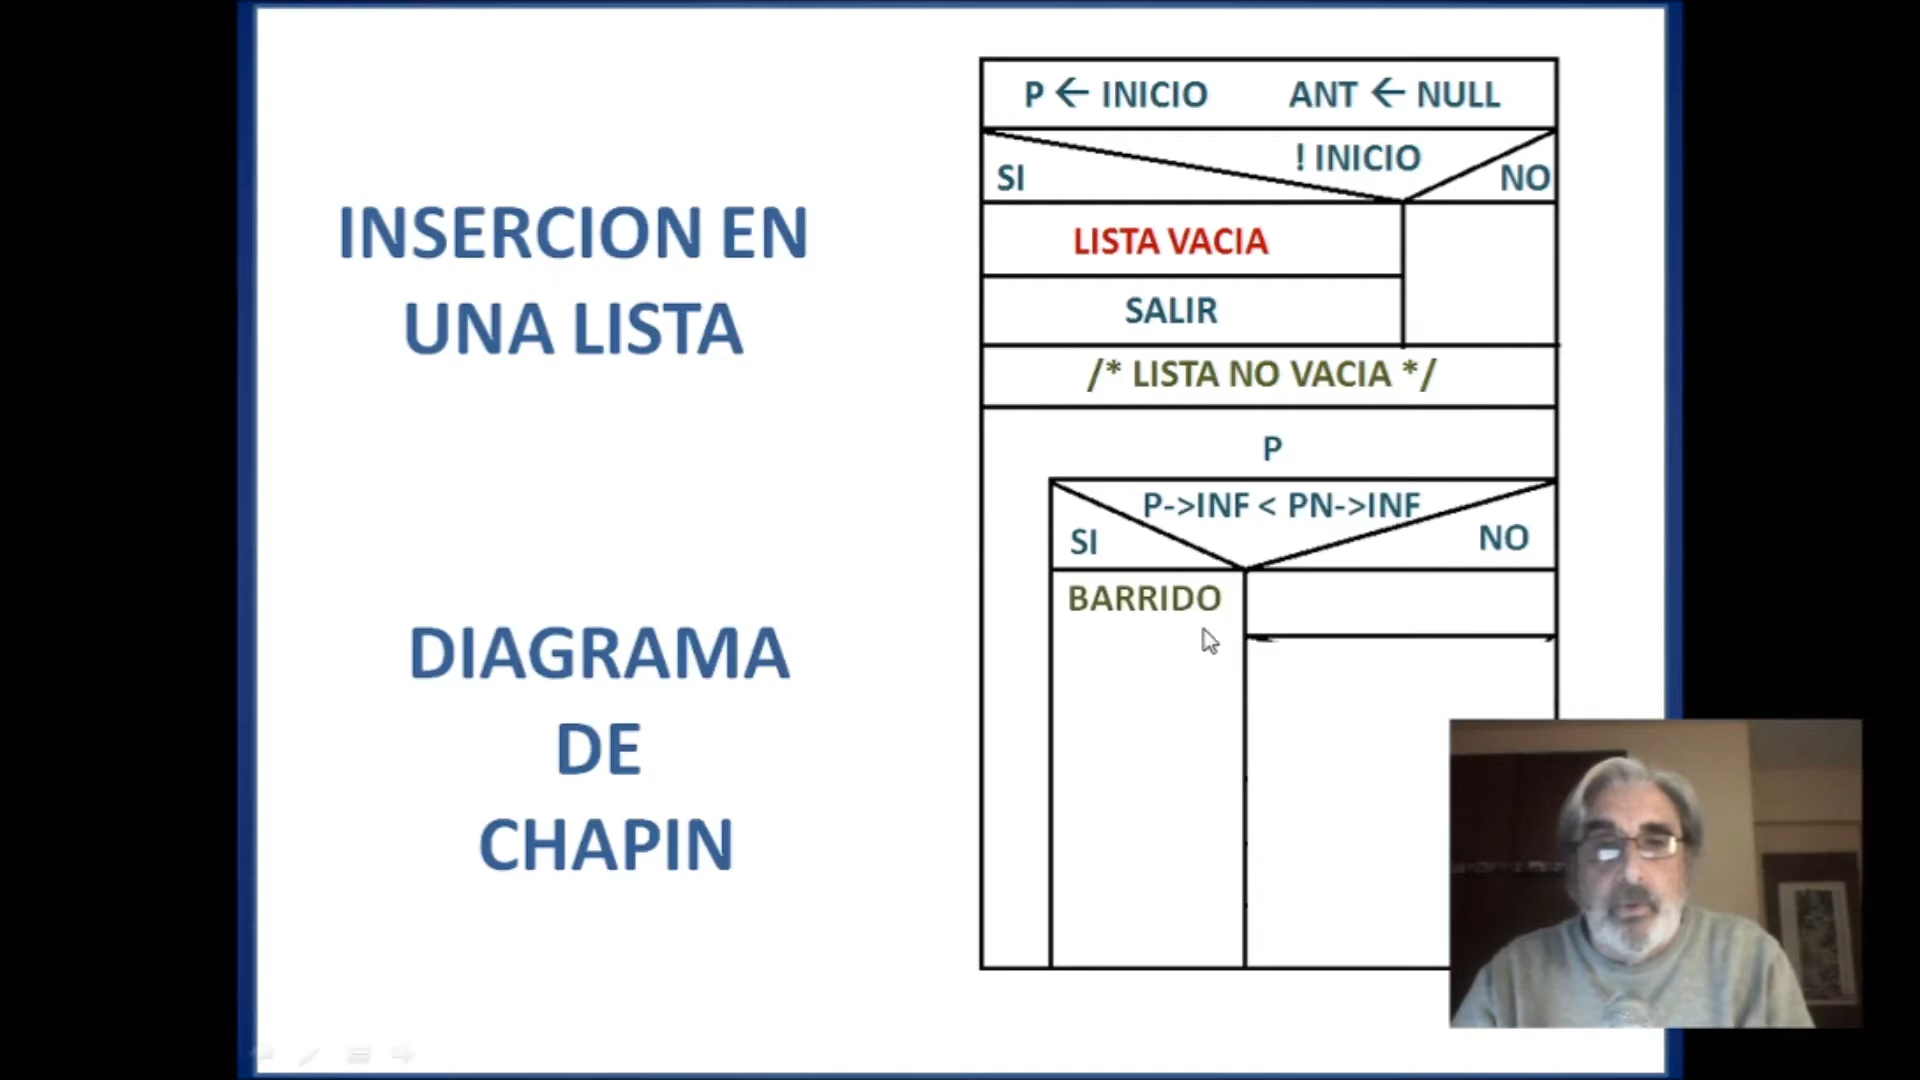 INSERCION EN
UNA LISTA
DIAGRAMA
DE
CHAPIN
P ← INICIO ANT ← NULL
! INICIO
SI NO
LISTA VACIA
SALIR
/* LISTA NO VACIA */
P
P->INF < PN->INF
SI NO
BARRIDO